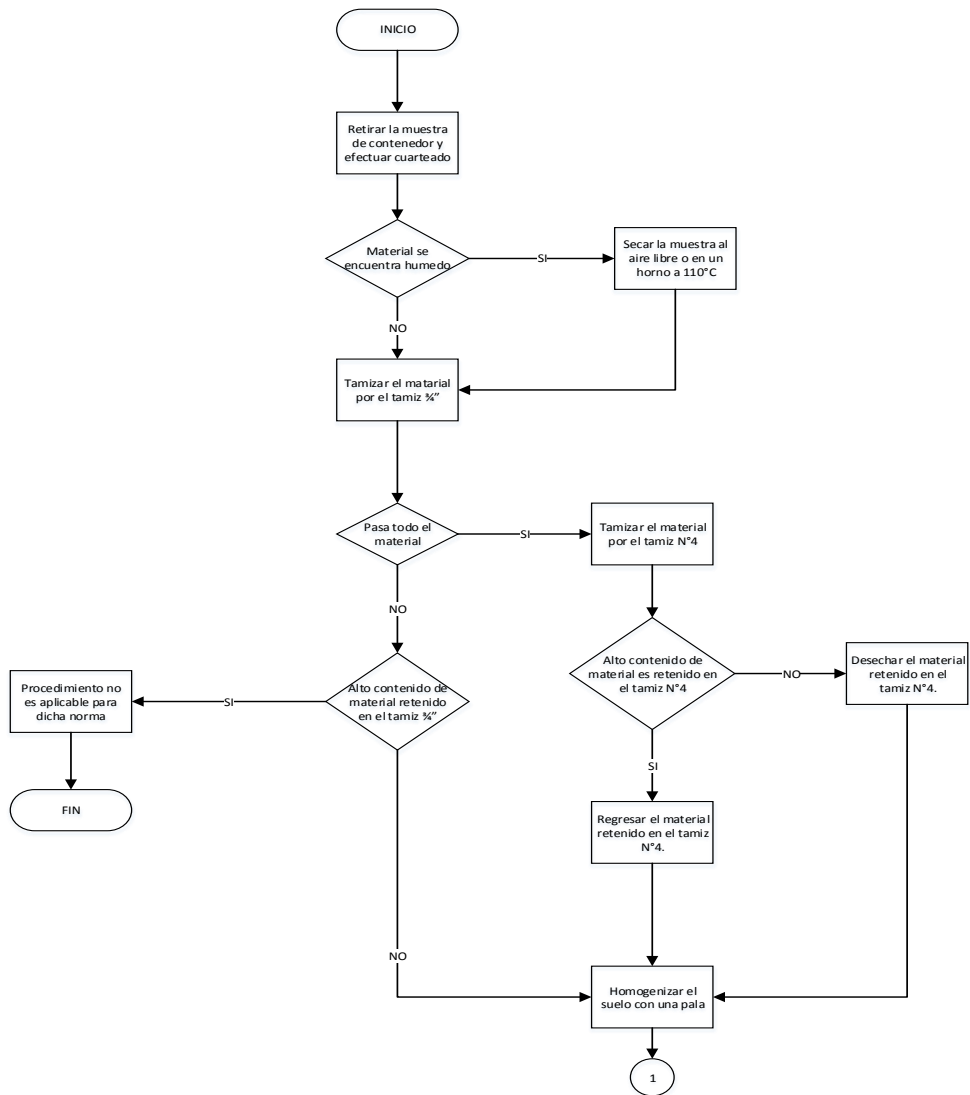 INICIO
Retirar la muestra
de contenedor y
efectuar cuarteado
Material se
encuentra humedo
SI
Secar la muestra al
aire libre o en un
horno a 110°C
NO
Tamizar el matarial
por el tamiz ¾”
Pasa todo el
material
SI
Tamizar el material
por el tamiz N°4
NO
Alto contenido de
material es retenido en
el tamiz N°4
NO
Desechar el material
retenido en el
tamiz N°4.
Alto contenido de
material retenido
en el tamiz ¾”
SI
Procedimiento no
es aplicable para
dicha norma
FIN
SI
Regresar el material
retenido en el tamiz
N°4.
NO
Homogenizar el
suelo con una pala
1